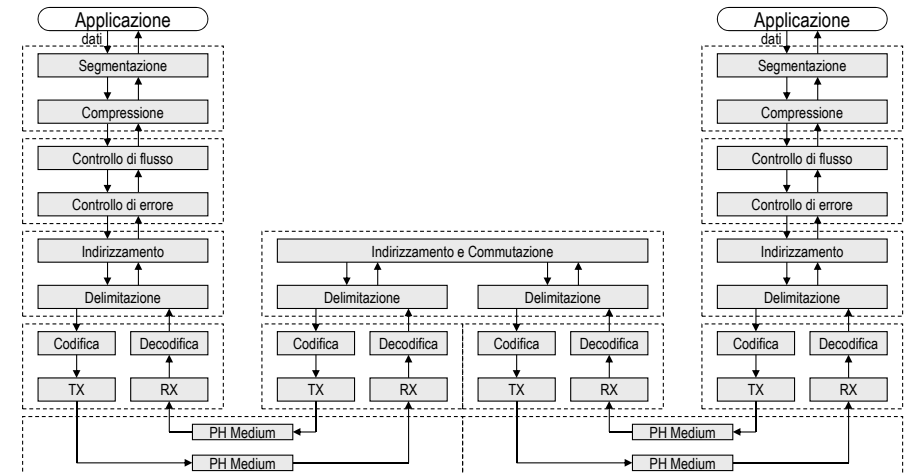 Applicazione Applicazione
dati dati
Segmentazione Segmentazione
Compressione Compressione
Controllo di flusso Controllo di flusso
Controllo di errore Controllo di errore
Indirizzamento Indirizzamento e Commutazione Indirizzamento
Delimitazione Delimitazione Delimitazione Delimitazione
Codifica Decodifica Codifica Decodifica Codifica Decodifica Codifica Decodifica
TX RX TX RX TX RX TX RX
PH Medium PH Medium
PH Medium PH Medium